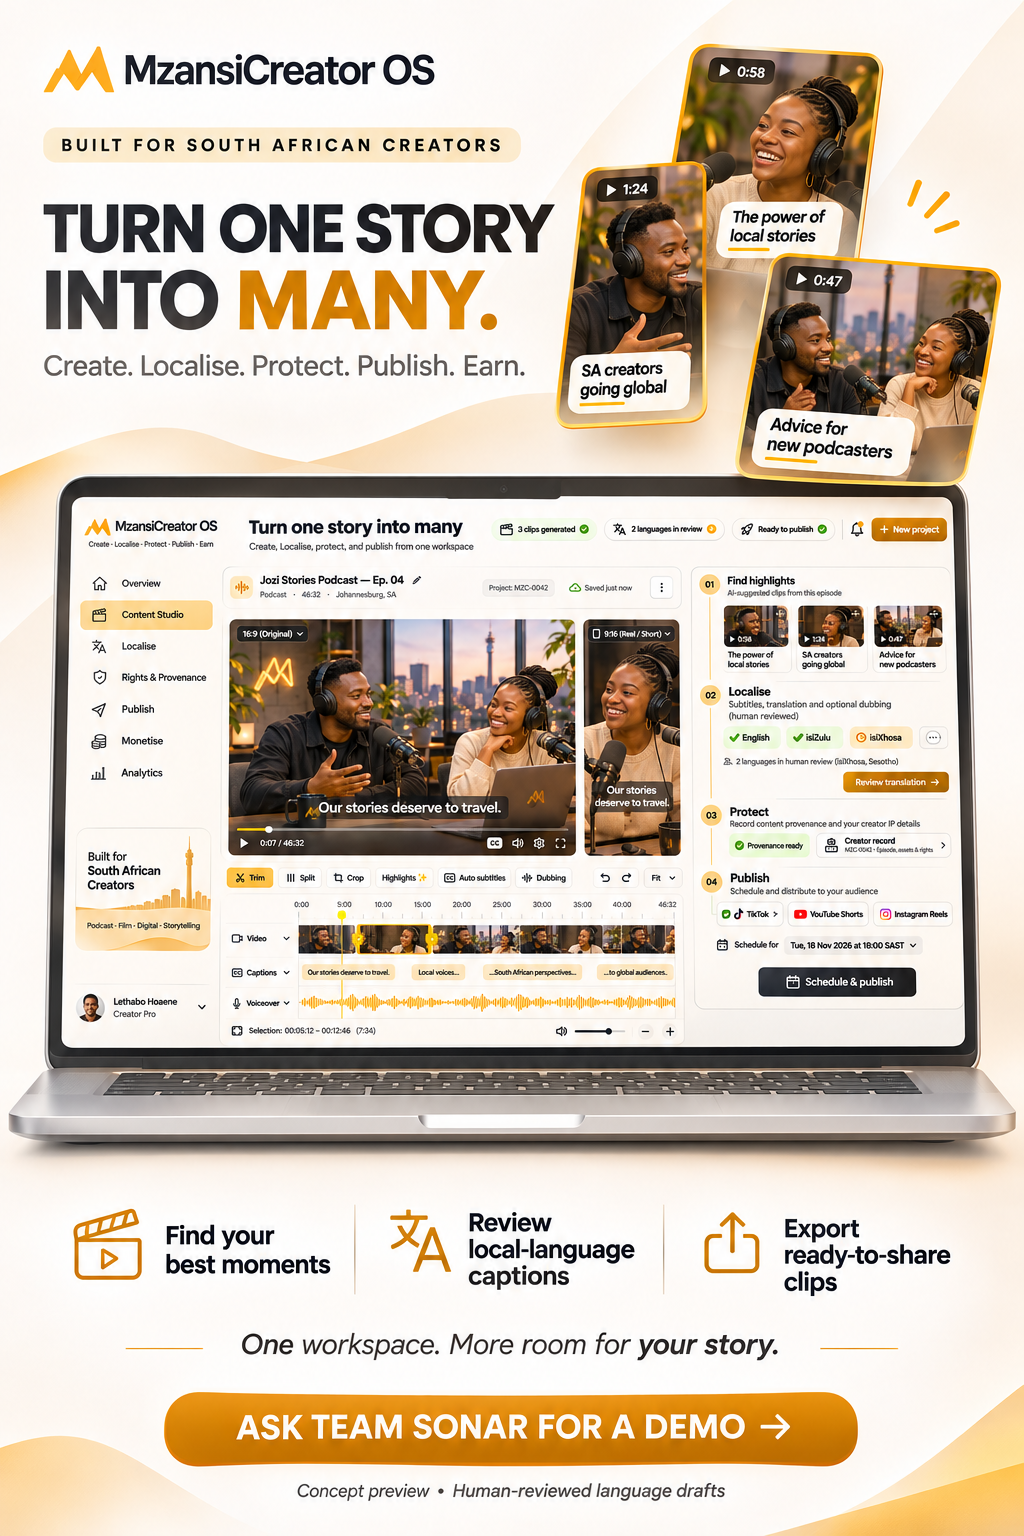 MzansiCreator OS
BUILT FOR SOUTH AFRICAN CREATORS
TURN ONE STORY
INTO MANY.
Create. Localise. Protect. Publish. Earn.
0:58
The power of
local stories
1:24
SA creators
going global
0:47
Advice for
new podcasters
MzansiCreator OS
Create · Localise · Protect · Publish · Earn
Turn one story into many
Create, Localise, protect, and publish from one workspace
3 clips generated
2 languages in review
Ready to publish
+ New project
Overview
Content Studio
Localise
Rights & Provenance
Publish
Monetise
Analytics
Built for
South African
Creators
Podcast · Film · Digital · Storytelling
Lethabo Hoaene
Creator Pro
Jozi Stories Podcast — Ep. 04
Podcast · 46:32 · Johannesburg, SA
Project: MZC-0042
Saved just now
16:9 (Original)
Our stories deserve to travel.
0:07 / 46:32
CC
9:16 (Reel / Short)
Our stories
deserve to travel.
Trim
Split
Crop
Highlights
CC Auto subtitles
Dubbing
Fit
0:00 5:00 10:00 15:00 20:00 25:00 30:00 35:00 40:00 46:32
Video
CC Captions
Our stories deserve to travel.
Local voices...
...South African perspectives...
...to global audiences.
Voiceover
Selection: 00:05:12 – 00:12:46 (7:34)
01
Find highlights
AI-suggested clips from this episode
0:58
The power of
local stories
1:24
SA creators
going global
0:47
Advice for
new podcasters
02
Localise
Subtitles, translation and optional dubbing
(human reviewed)
English
isiZulu
isiXhosa
2 languages in human review (isiXhosa, Sesotho)
Review translation →
03
Protect
Record content provenance and your creator IP details
Provenance ready
Creator record
MZC-0042 · Episode, assets & rights
04
Publish
Schedule and distribute to your audience
TikTok
YouTube Shorts
Instagram Reels
Schedule for
Tue, 18 Nov 2026 at 18:00 SAST
Schedule & publish
Find your
best moments
Review
local-language
captions
Export
ready-to-share
clips
One workspace. More room for your story.
ASK TEAM SONAR FOR A DEMO →
Concept preview • Human-reviewed language drafts